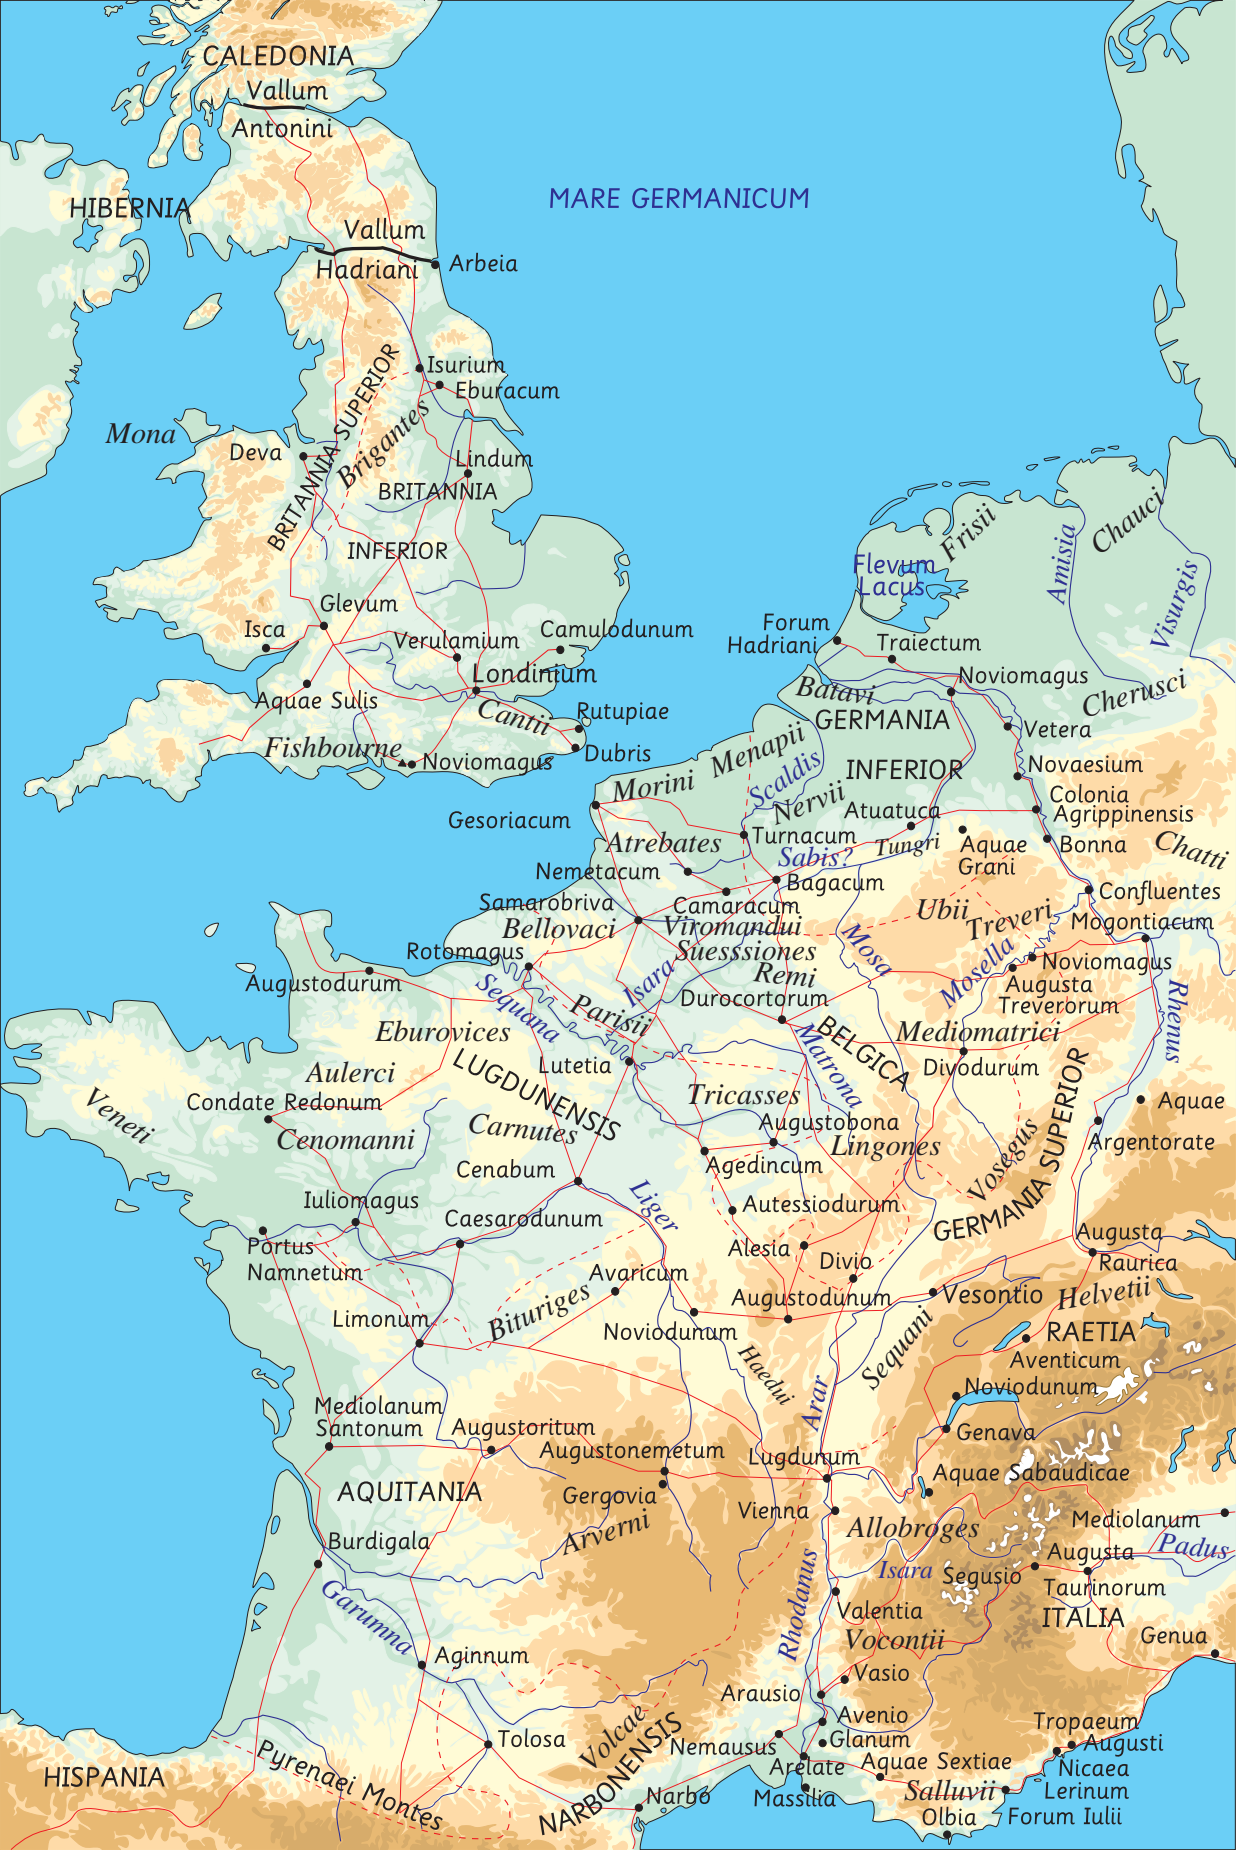 CALEDONIA
Vallum
Antonini
HIBERNIA
MARE GERMANICUM
Vallum
Hadriani
Arbeia
Isurium
Eburacum
BRITANNIA SUPERIOR
Brigantes
Mona
Deva
Lindum
BRITANNIA
INFERIOR
Frisii
Chauci
Amisia
Visurgis
Flevum
Lacus
Glevum
Isca
Verulamium
Camulodunum
Londinium
Forum
Hadriani
Traiectum
Noviomagus
Cherusci
Aquae Sulis
Cantii
Rutupiae
Batavi
GERMANIA
INFERIOR
Vetera
Fishbourne
Noviomagus
Dubris
Menapii
Scaldis
Novaesium
Morini
Nervii
Colonia
Agrippinensis
Gesoriacum
Atuatuca
Turnacum
Atrebates
Sabis?
Tungri
Aquae
Grani
Bonna
Chatti
Nemetacum
Bagacum
Confluentes
Samarobriva
Camaracum
Ubii
Treveri
Mogontiacum
Bellovaci
Viromandui
Suesssiones
Mosa
Mosella
Rotomagus
Isara
Remi
Noviomagus
Augustodurum
Sequana
Durocortorum
Augusta
Treverorum
Rhenus
Parisii
Eburovices
Matrona
BELGICA
Mediomatrici
Lutetia
Divodurum
LUGDUNENSIS
Aulerci
Tricasses
Aquae
Veneti
Condate Redonum
Augustobona
Cenomanni
Carnutes
Lingones
Vosegus
Argentorate
Cenabum
Agedincum
GERMANIA SUPERIOR
Iuliomagus
Liger
Caesarodunum
Autessiodurum
Portus
Namnetum
Alesia
Augusta
Raurica
Divio
Avaricum
Augustodunum
Vesontio
Helvetii
Bituriges
Limonum
Noviodunum
Sequani
RAETIA
Haedui
Aventicum
Arar
Noviodunum
Mediolanum
Santonum
Augustoritum
Augustonemetum
Lugdunum
Genava
AQUITANIA
Gergovia
Aquae Sabaudicae
Vienna
Arverni
Allobroges
Mediolanum
Burdigala
Padus
Augusta
Taurinorum
Isara
Segusio
Garumna
Rhodanus
Valentia
ITALIA
Vocontii
Genua
Aginnum
Vasio
Arausio
Avenio
Tropaeum
Augusti
Volcae
Tolosa
Nemausus
Glanum
Arelate
Aquae Sextiae
Nicaea
Pyrenaei Montes
NARBONENSIS
HISPANIA
Narbo
Massilia
Salluvii
Lerinum
Olbia
Forum Iulii